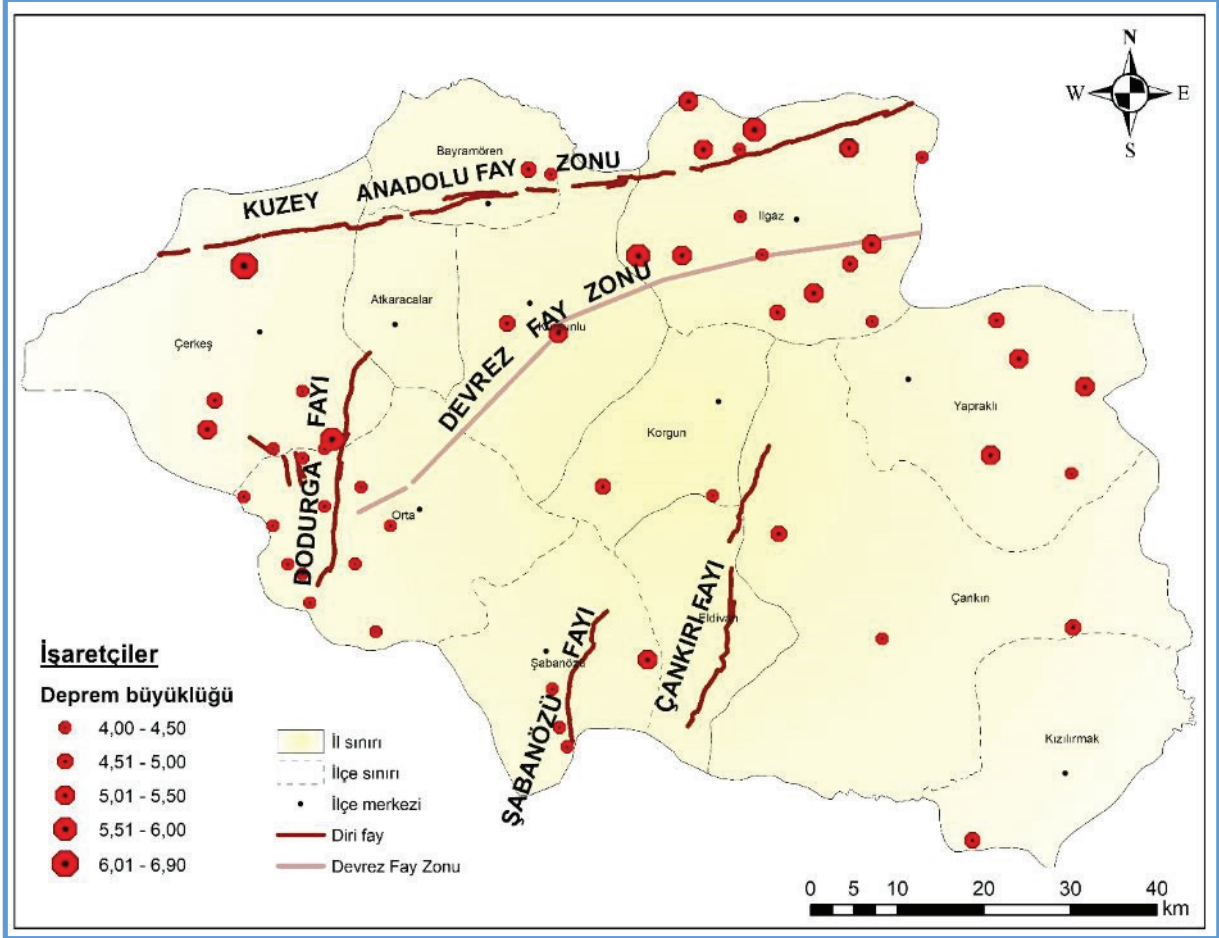 N
W E
S
Bayramören
KUZEY ANADOLU FAY ZONU
Ilgaz
Atkaracalar
Çerkeş
DEVREZ FAY ZONU
Yapraklı
Korgun
DODURGA FAYI
Orta
Çankırı
Eldivan
ÇANKIRI FAYI
Şabanözü
ŞABANÖZÜ FAYI
Kızılırmak
İşaretçiler
Deprem büyüklüğü
4,00 - 4,50
4,51 - 5,00
5,01 - 5,50
5,51 - 6,00
6,01 - 6,90
İl sınırı
İlçe sınırı
İlçe merkezi
Diri fay
Devrez Fay Zonu
0 5 10 20 30 40
km